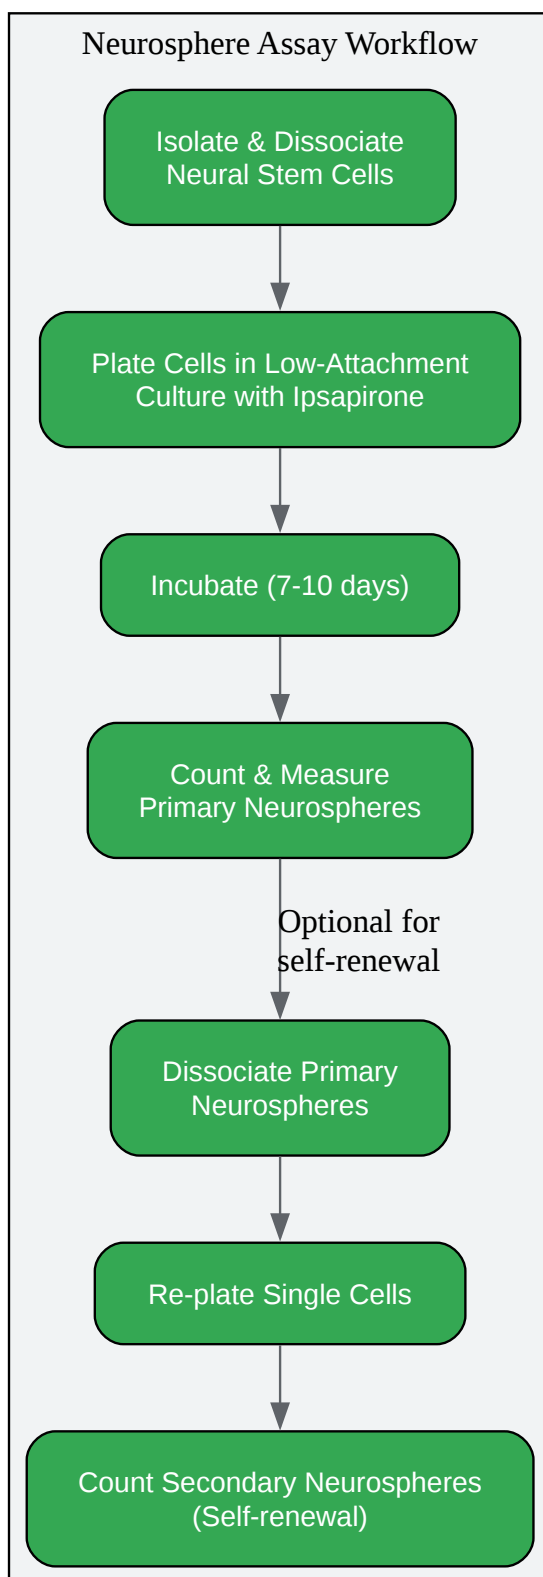 Neurosphere Assay Workflow
Isolate & Dissociate
Neural Stem Cells
Plate Cells in Low-Attachment
Culture with Ipsapirone
Incubate (7-10 days)
Count & Measure
Primary Neurospheres
Optional for
self-renewal
Dissociate Primary
Neurospheres
Re-plate Single Cells
Count Secondary Neurospheres
(Self-renewal)